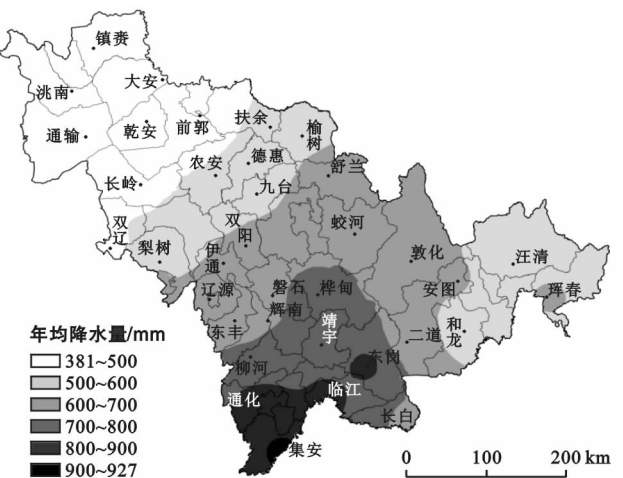 镇赉
大安
洮南
通输
乾安
前郭
扶余
榆树
德惠
农安
舒兰
九台
长岭
双辽
双阳
蛟河
梨树
伊通
敦化
汪清
安图
珲春
辽源
磐石
桦甸
辉南
靖宇
和龙
东丰
二道
东岗
柳河
临江
通化
长白
集安
年均降水量/mm
381~500
500~600
600~700
700~800
800~900
900~927
0 100 200 km